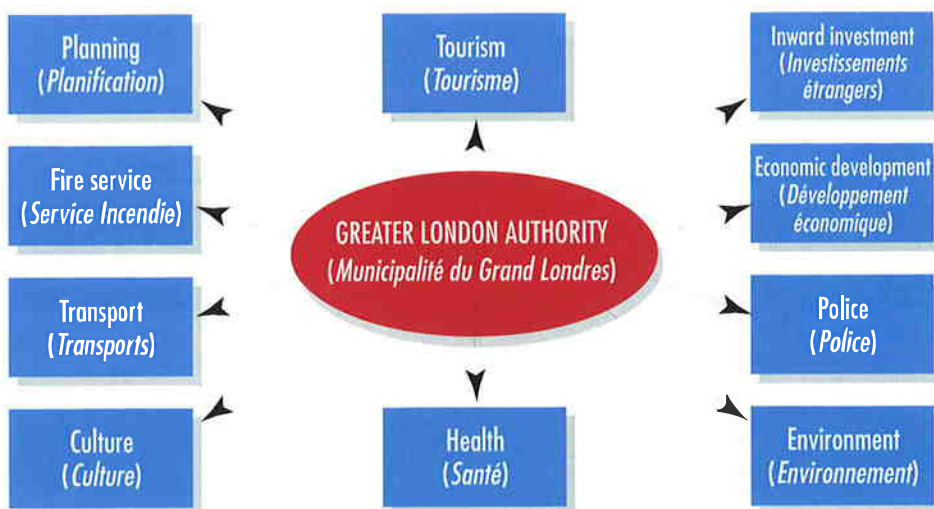 Planning
(Planification)
Tourism
(Tourisme)
Inward investment
(Investissements
étrangers)
Fire service
(Service Incendie)
Economic development
(Développement
économique)
GREATER LONDON AUTHORITY
(Municipalité du Grand Londres)
Transport
(Transports)
Police
(Police)
Culture
(Culture)
Health
(Santé)
Environment
(Environnement)